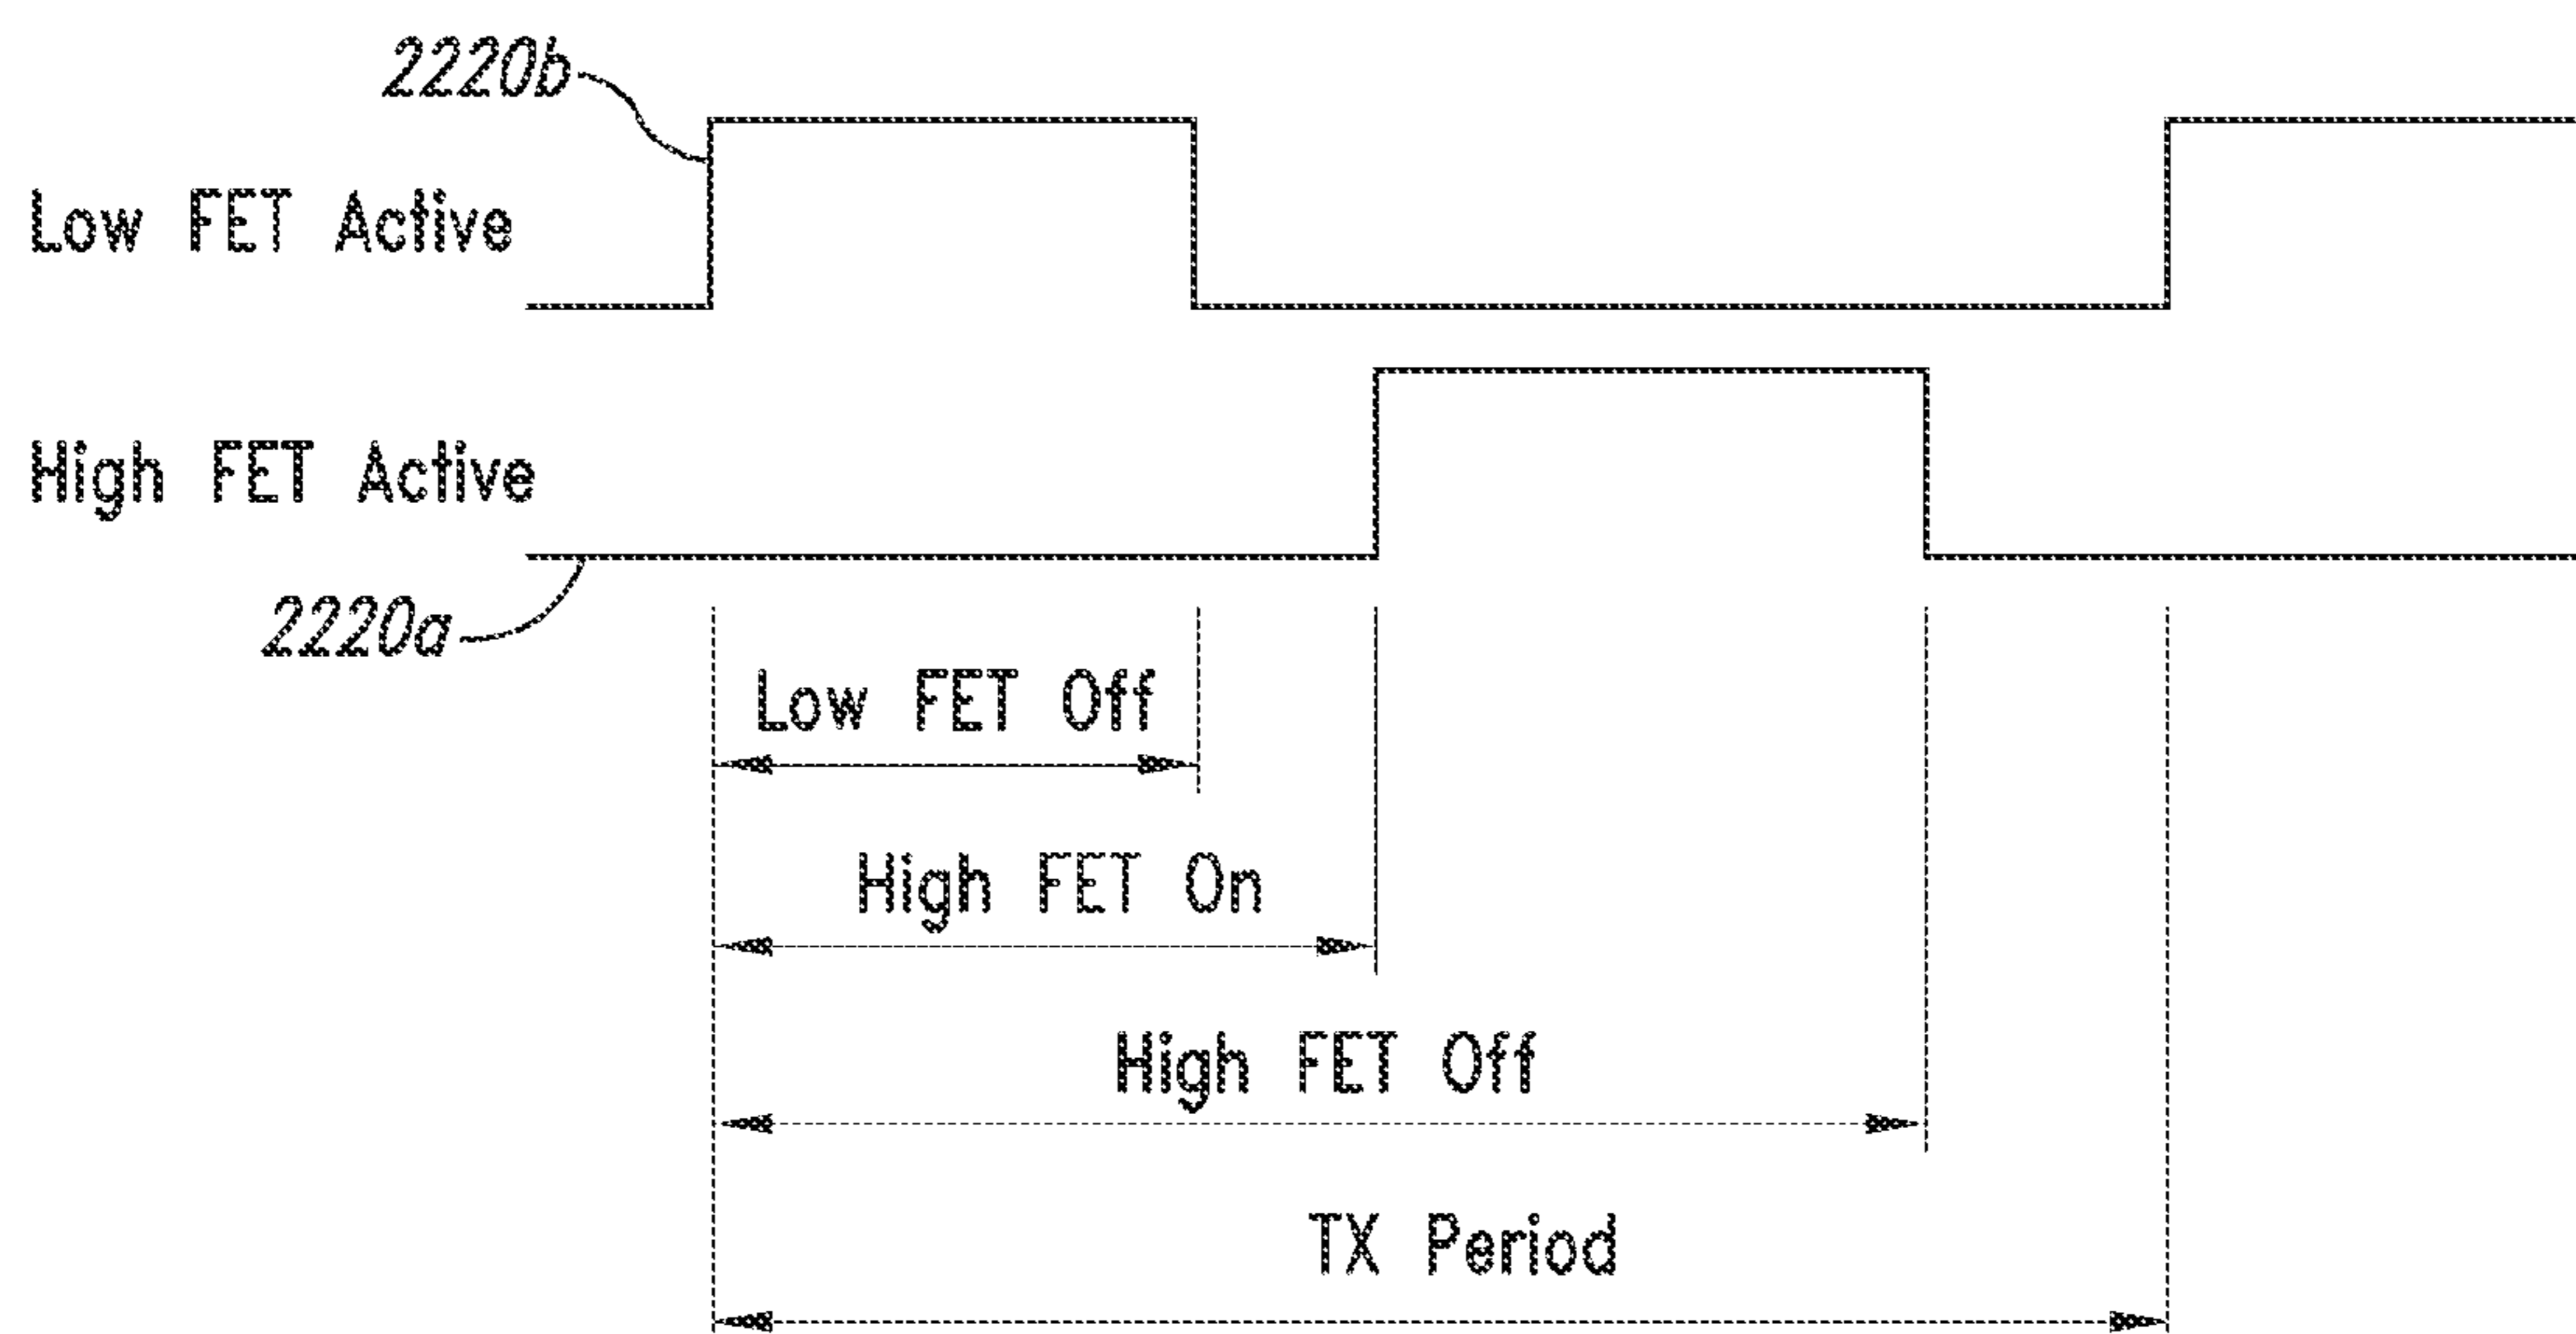 2220b
Low FET Active
High FET Active
2220a
Low FET Off
High FET On
High FET Off
TX Period